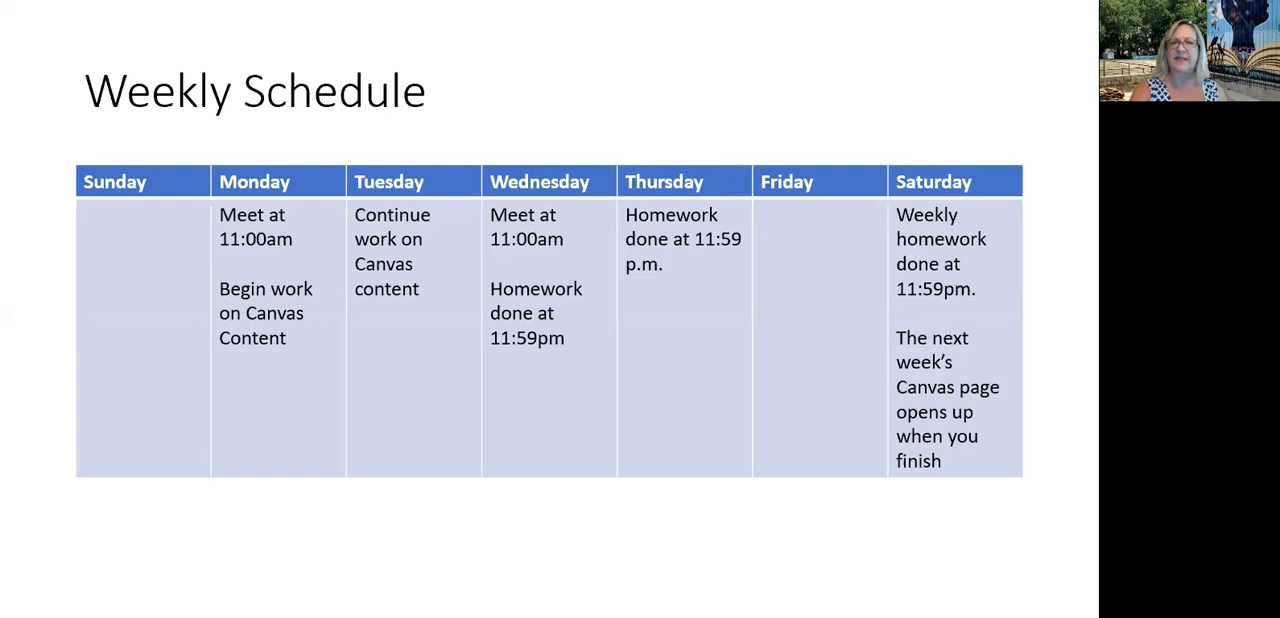 Weekly Schedule
Sunday
Monday
Tuesday
Wednesday
Thursday
Friday
Saturday
Meet at
11:00am
Begin work
on Canvas
Content
Continue
work on
Canvas
content
Meet at
11:00am
Homework
done at
11:59pm
Homework
done at 11:59
p.m.
Weekly
homework
done at
11:59pm.
The next
week’s
Canvas page
opens up
when you
finish